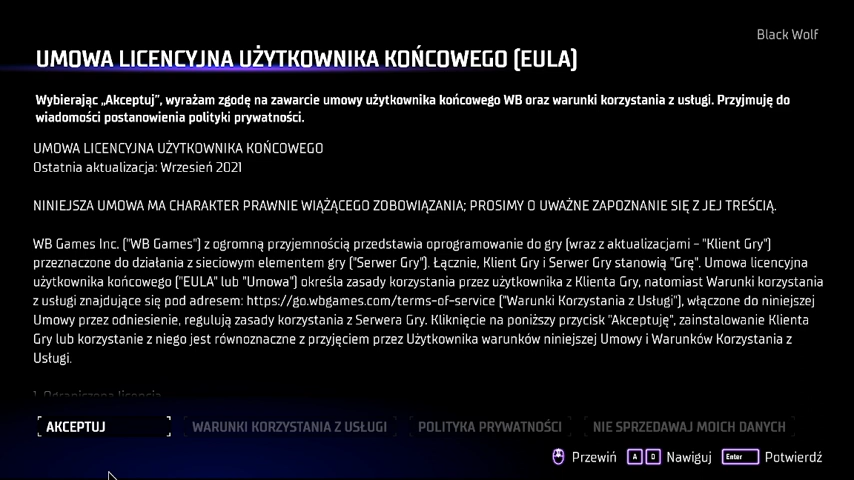 Black Wolf
UMOWA LICENCYJNA UŻYTKOWNIKA KOŃCOWEGO (EULA)
Wybierając „Akceptuj”, wyrażam zgodę na zawarcie umowy użytkownika końcowego WB oraz warunki korzystania z usługi. Przyjmuję do
wiadomości postanowienia polityki prywatności.
UMOWA LICENCYJNA UŻYTKOWNIKA KOŃCOWEGO
Ostatnia aktualizacja: Wrzesień 2021
NINIEJSZA UMOWA MA CHARAKTER PRAWNIE WIĄŻĄCEGO ZOBOWIĄZANIA; PROSIMY O UWAŻNE ZAPOZNANIE SIĘ Z JEJ TREŚCIĄ.
WB Games Inc. ("WB Games") z ogromną przyjemnością przedstawia oprogramowanie do gry (wraz z aktualizacjami – "Klient Gry")
przeznaczone do działania z sieciowym elementem gry ("Serwer Gry"). Łącznie, Klient Gry i Serwer Gry stanowią "Grę". Umowa licencyjna
użytkownika końcowego ("EULA" lub "Umowa") określa zasady korzystania przez użytkownika z Klienta Gry, natomiast Warunki korzystania
z usługi znajdujące się pod adresem: https://go.wbgames.com/terms-of-service ("Warunki Korzystania z Usługi"), włączone do niniejszej
Umowy przez odniesienie, regulują zasady korzystania z Serwera Gry. Kliknięcie na poniższy przycisk "Akceptuję", zainstalowanie Klienta
Gry lub korzystanie z niego jest równoznaczne z przyjęciem przez Użytkownika warunków niniejszej Umowy i Warunków Korzystania z
Usługi.
1. Ograniczona licencja
AKCEPTUJ WARUNKI KORZYSTANIA Z USŁUGI POLITYKA PRYWATNOŚCI NIE SPRZEDAWAJ MOICH DANYCH
Przewiń A D Nawiguj Enter Potwierdź